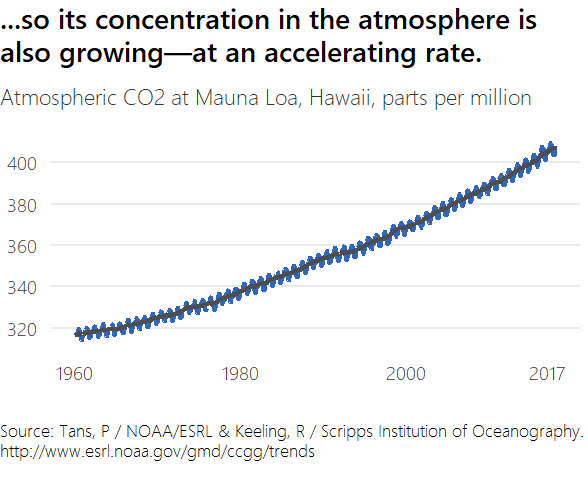 ...so its concentration in the atmosphere is
also growing—at an accelerating rate.
Atmospheric CO2 at Mauna Loa, Hawaii, parts per million
400
380
360
340
320
1960 1980 2000 2017
Source: Tans, P / NOAA/ESRL & Keeling, R / Scripps Institution of Oceanography.
http://www.esrl.noaa.gov/gmd/ccgg/trends